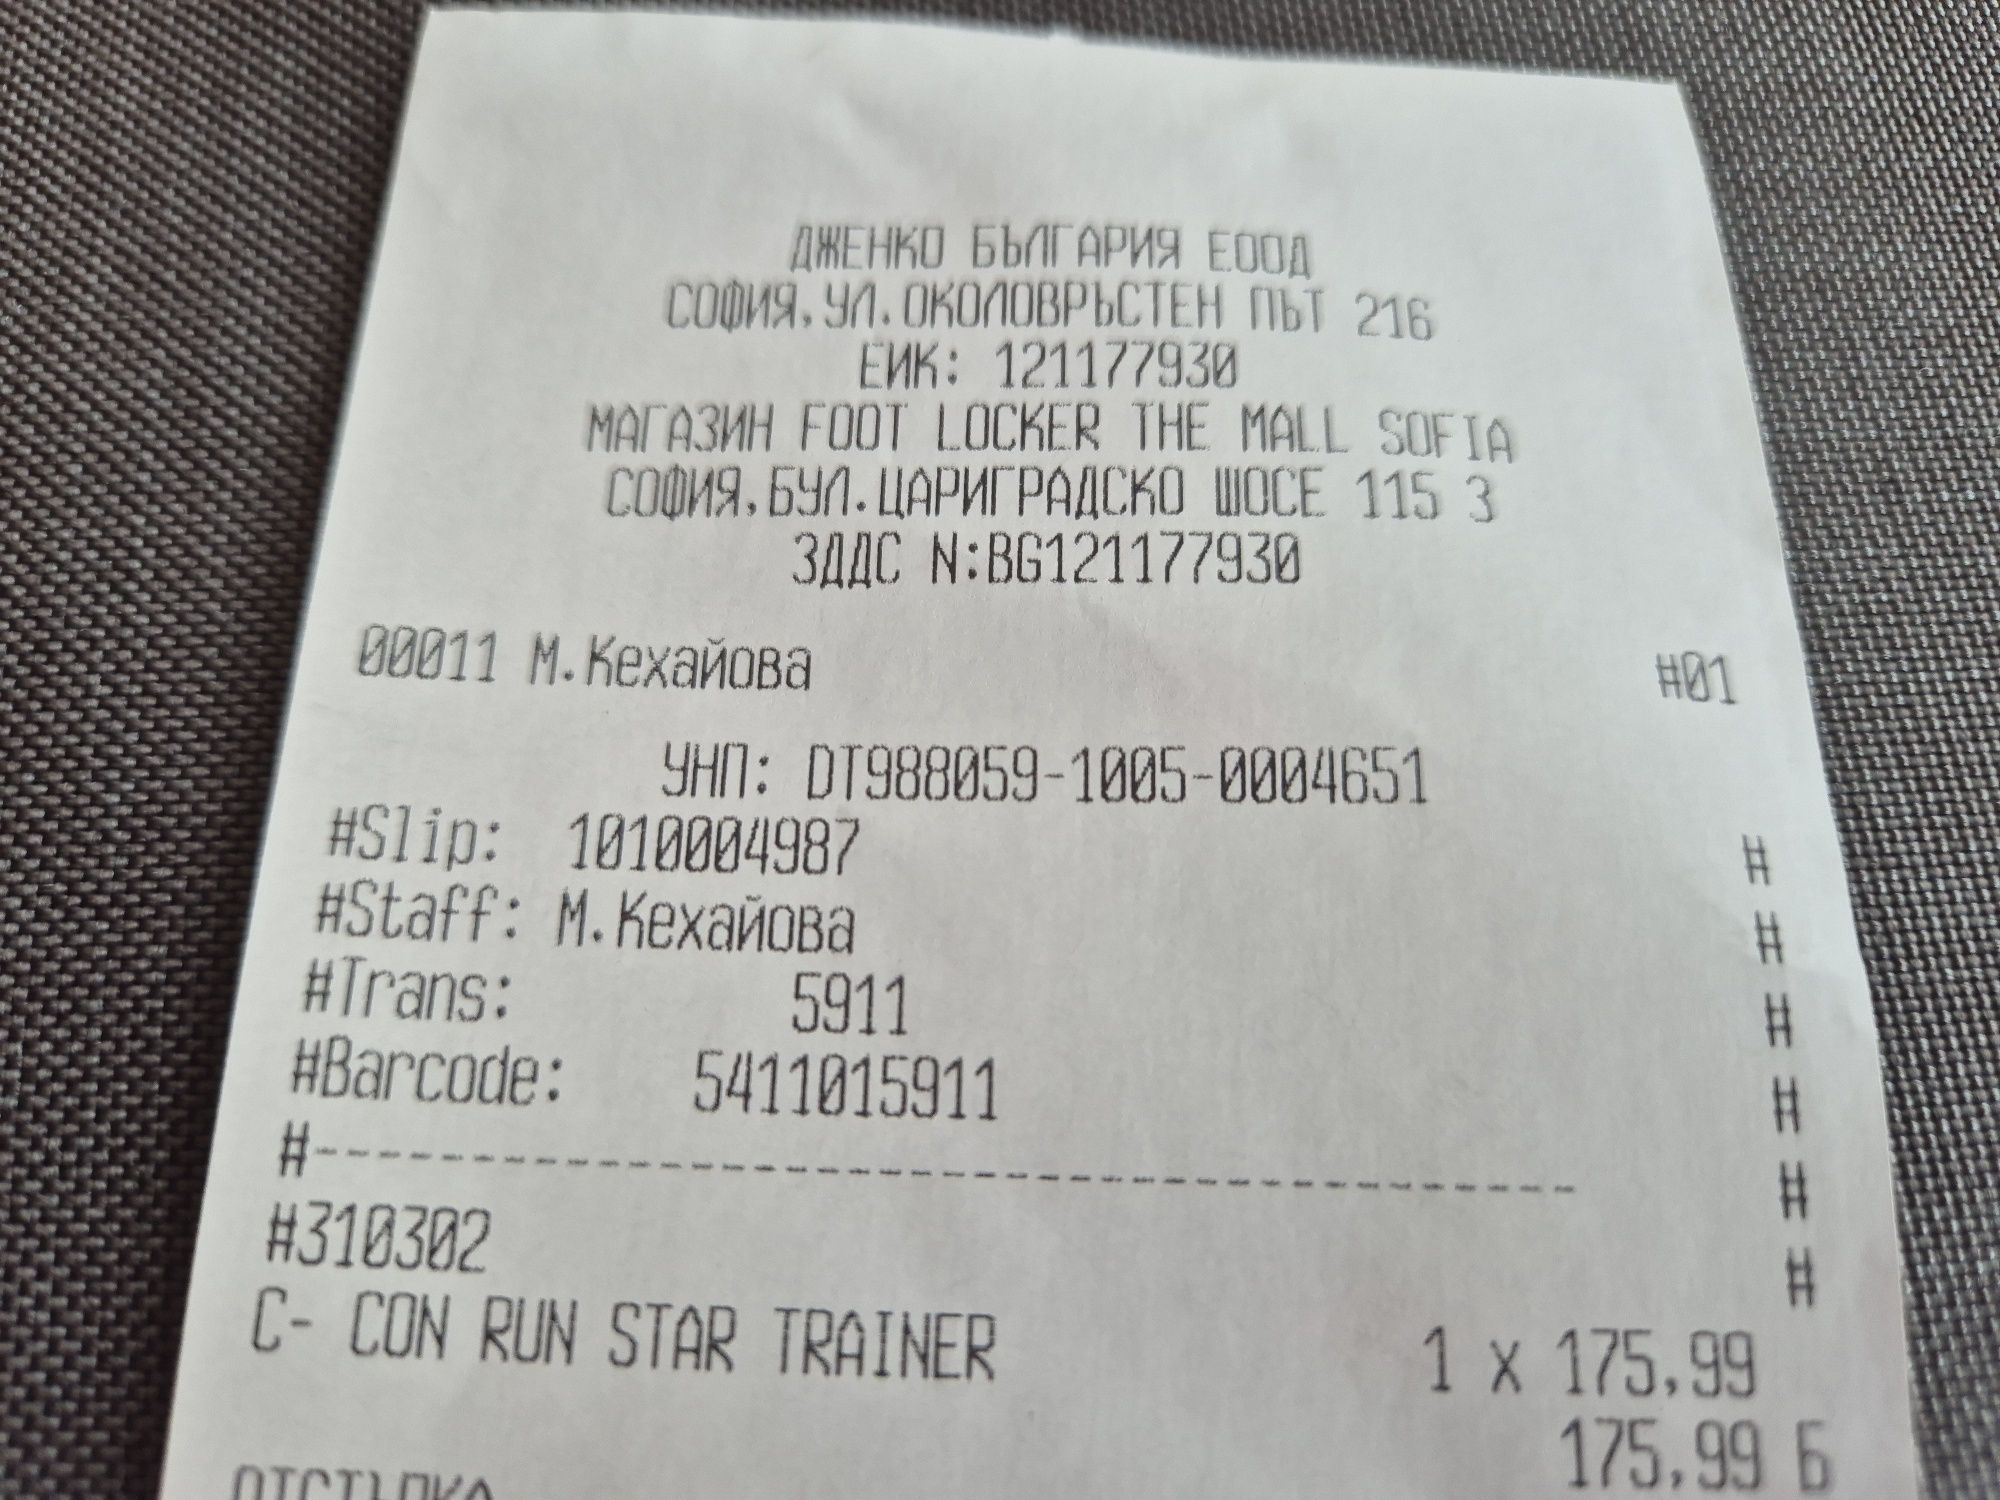 ДЖЕНКО БЪЛГАРИЯ ЕООД
СОФИЯ,УЛ.ОКОЛОВРЪСТЕН ПЪТ 216
ЕИК: 121177930
МАГАЗИН FOOT LOCKER THE MALL SOFIA
СОФИЯ,БУЛ.ЦАРИГРАДСКО ШОСЕ 115 З
ЗДДС N:BG121177930
00011 М.Кехайова #01
УНП: DT988059-1005-0004651
#Slip: 1010004987 #
#Staff: М.Кехайова #
#Trans: 5911 #
#Barcode: 5411015911 #
#----------------------------------------- #
#310302 #
C- CON RUN STAR TRAINER 1 x 175,99
175,99 Б
ОТСТЪПКА